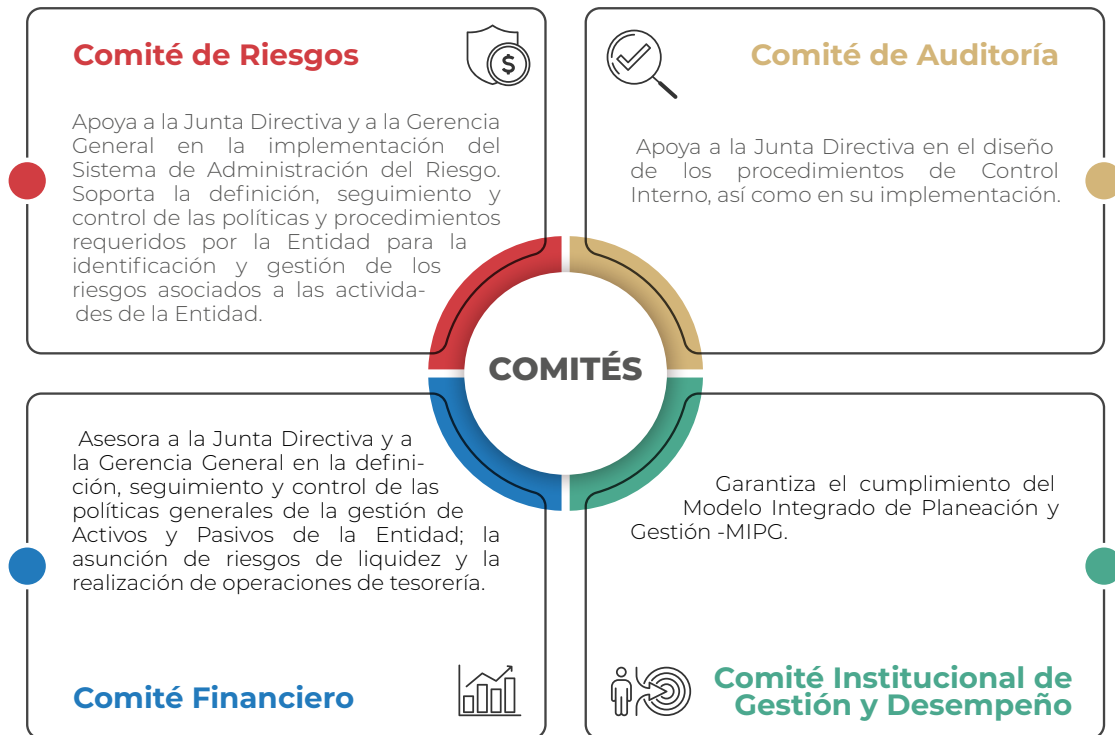 Comité de Riesgos
Apoya a la Junta Directiva y a la Gerencia
General en la implementación del
Sistema de Administración del Riesgo.
Soporta la definición, seguimiento y
control de las políticas y procedimientos
requeridos por la Entidad para la
identificación y gestión de los
riesgos asociados a las activida-
des de la Entidad.
Comité de Auditoría
Apoya a la Junta Directiva en el diseño
de los procedimientos de Control
Interno, así como en su implementación.
COMITÉS
Asesora a la Junta Directiva y a
la Gerencia General en la defini-
ción, seguimiento y control de las
políticas generales de la gestión de
Activos y Pasivos de la Entidad; la
asunción de riesgos de liquidez y la
realización de operaciones de tesorería.
Comité Financiero
Garantiza el cumplimiento del
Modelo Integrado de Planeación y
Gestión -MIPG.
Comité Institucional de
Gestión y Desempeño